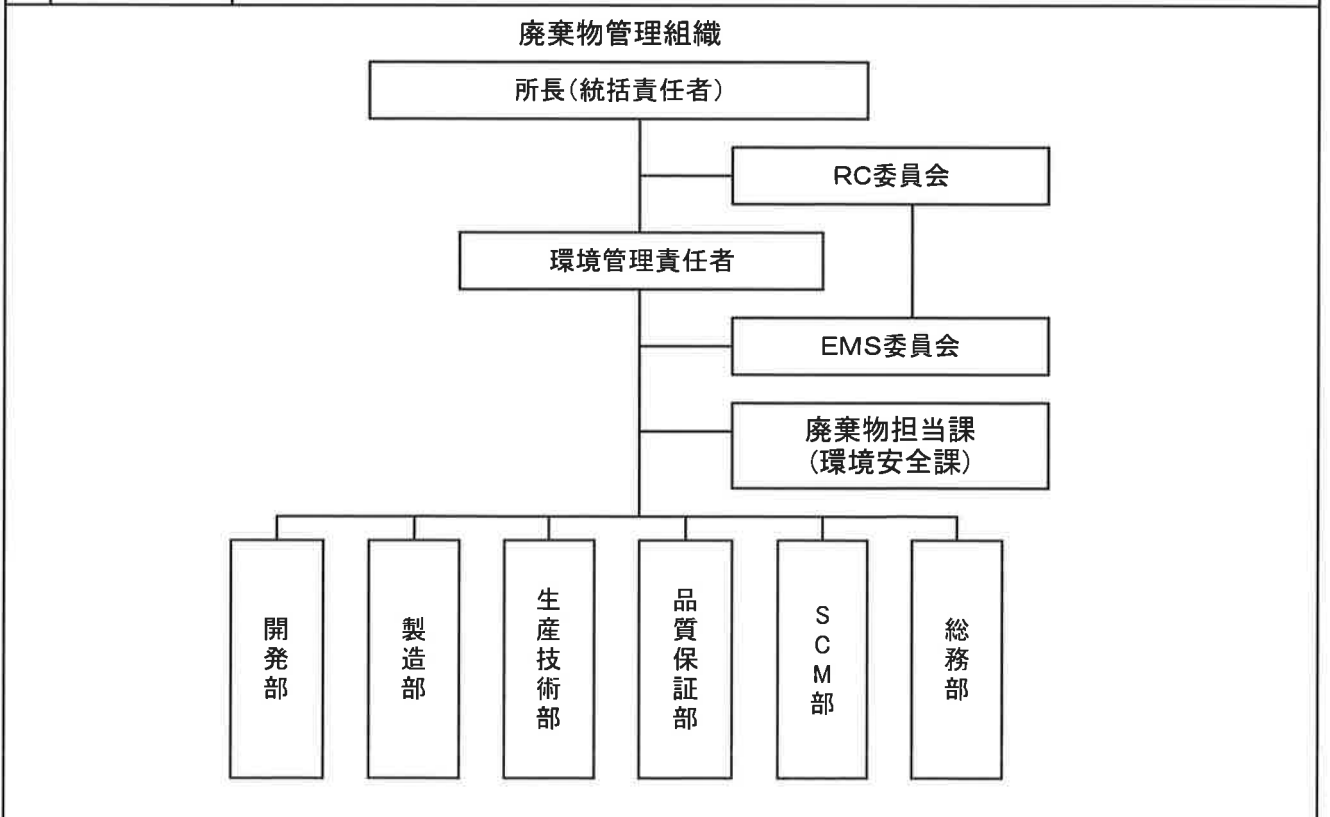 廃棄物管理組織
所長(統括責任者)
RC委員会
環境管理責任者
EMS委員会
廃棄物担当課
(環境安全課)
開発部
製造部
生産技術部
品質保証部
SCM部
総務部